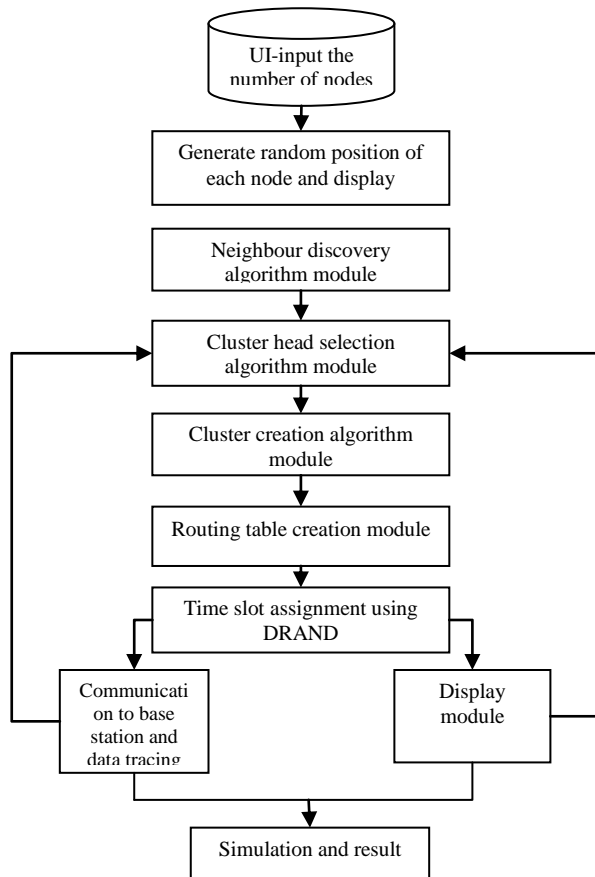 UI-input the
number of nodes
Generate random position of
each node and display
Neighbour discovery
algorithm module
Cluster head selection
algorithm module
Cluster creation algorithm
module
Routing table creation module
Time slot assignment using
DRAND
Communicati
on to base
station and
data tracing
Display
module
Simulation and result